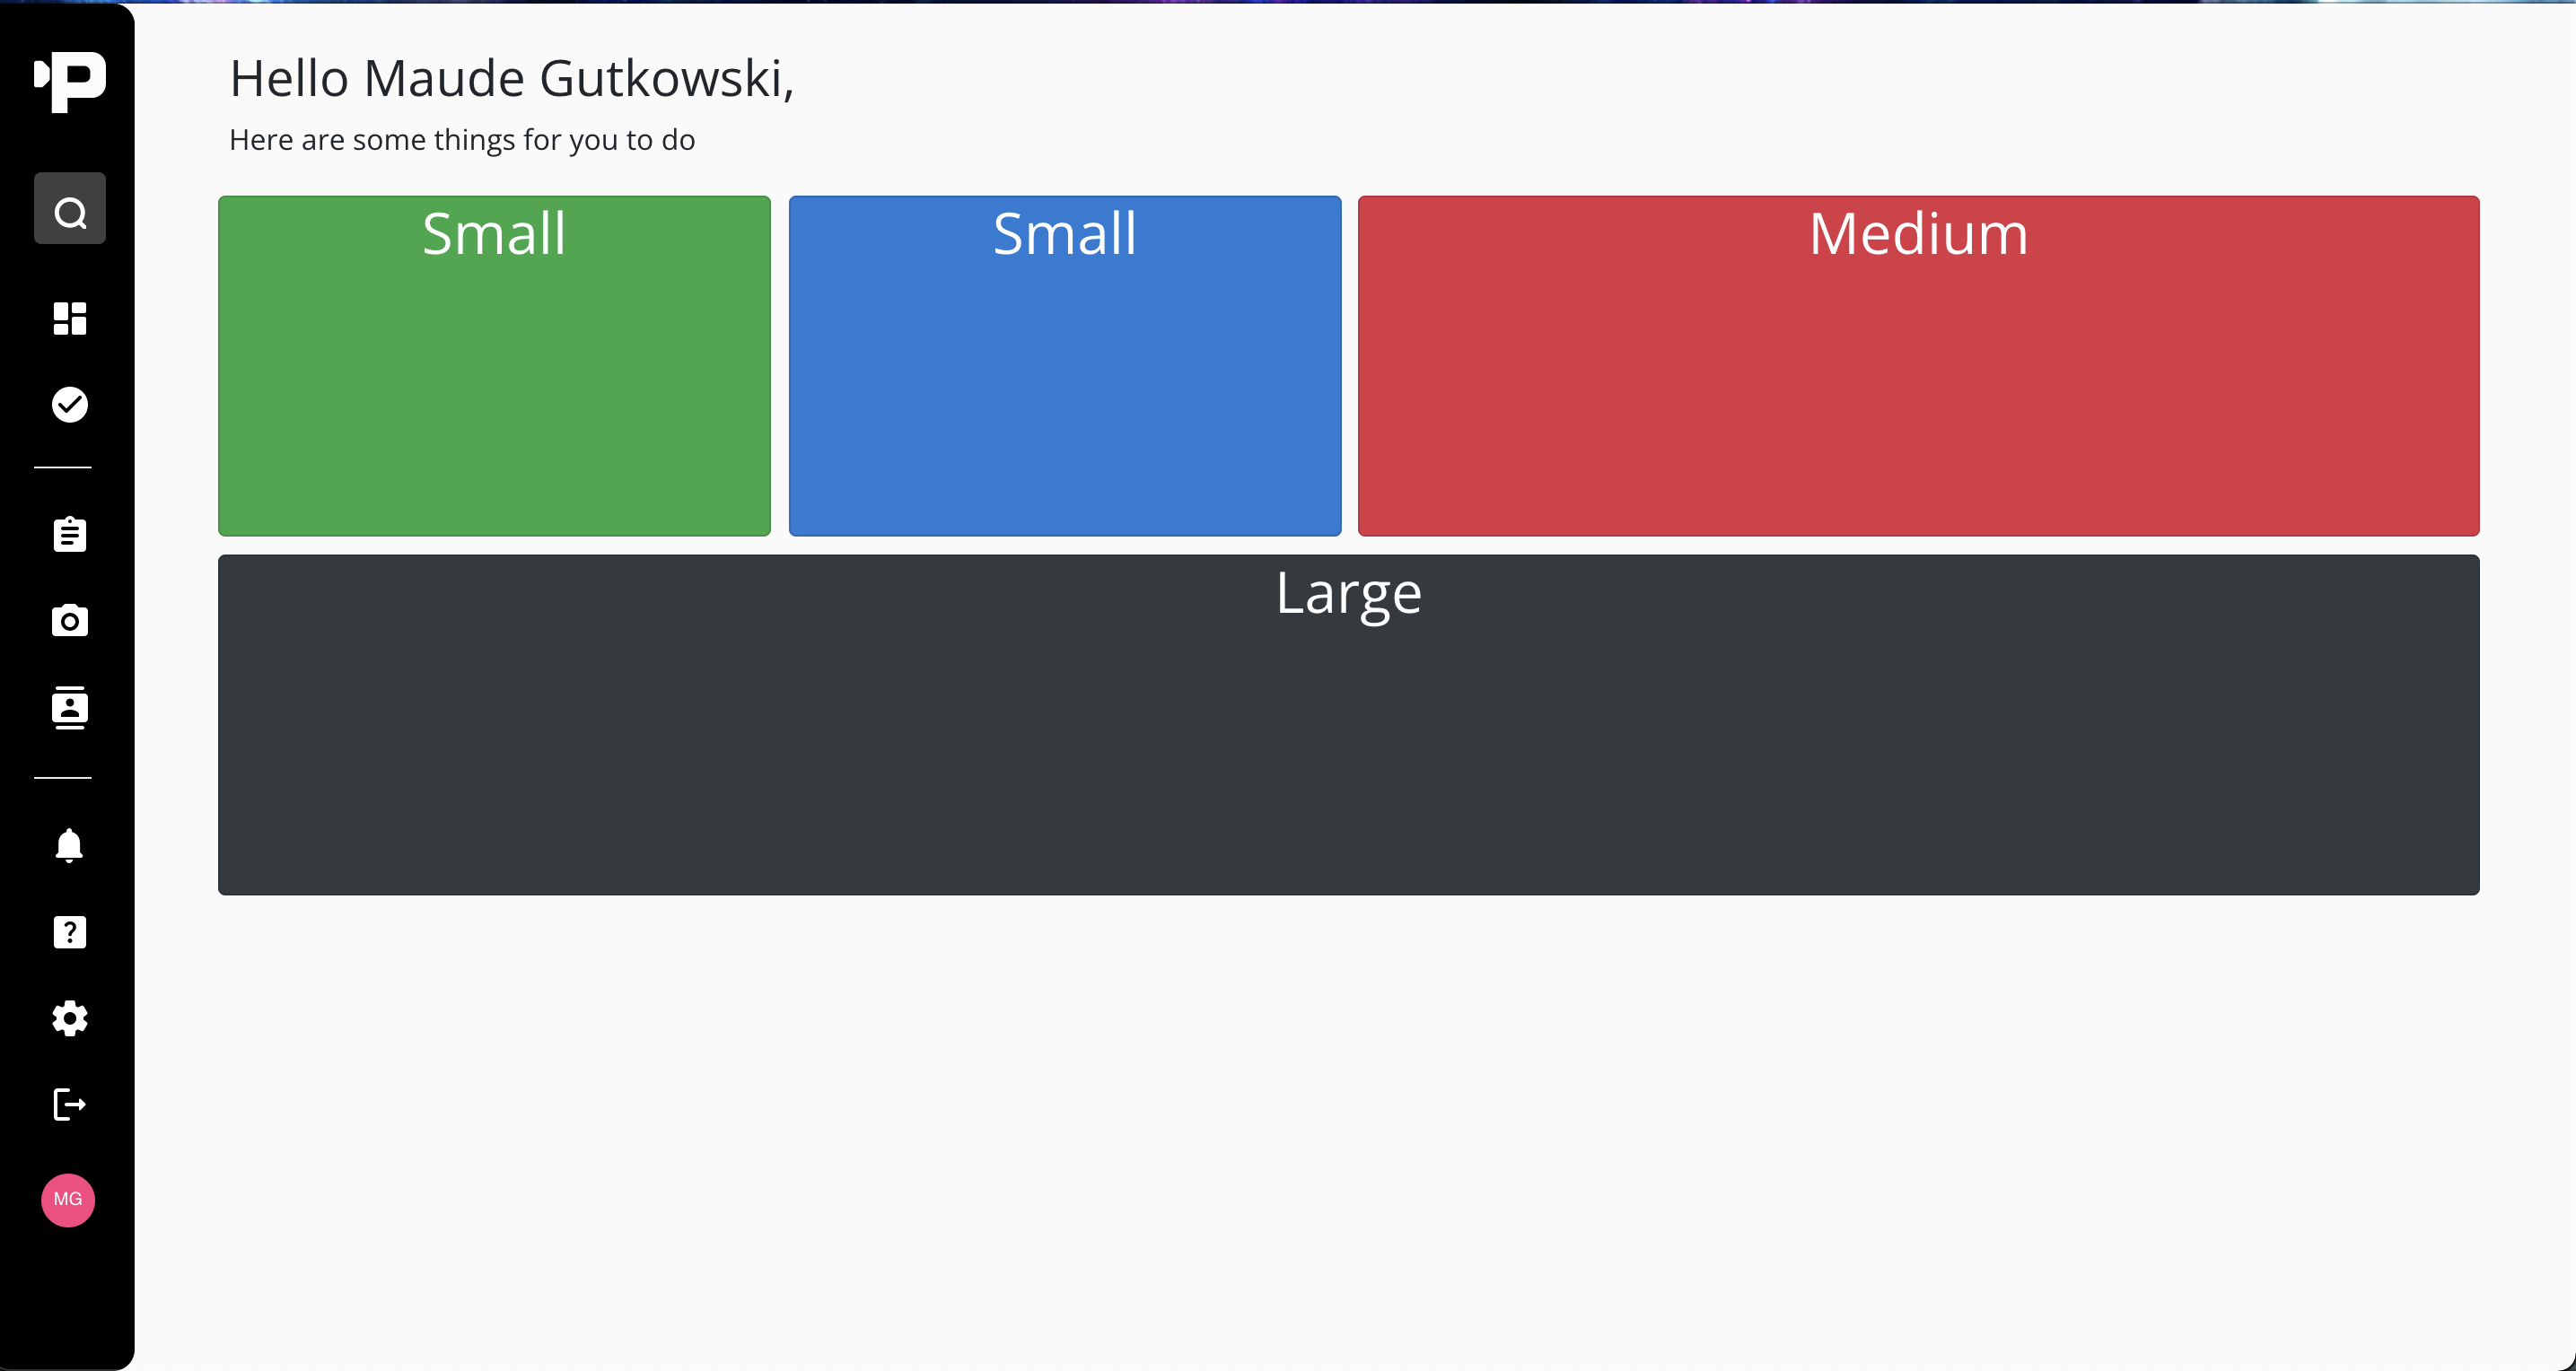 P
Hello Maude Gutkowski,
Here are some things for you to do
Small
Small
Medium
Large
?
MG